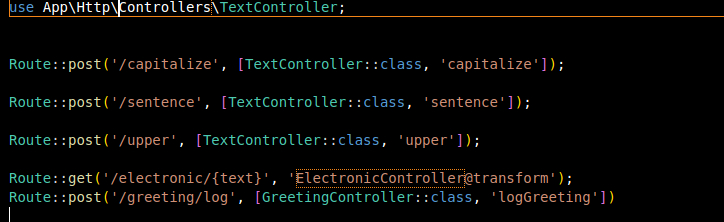 use App\Http\Controllers\TextController;
Route::post('/capitalize', [TextController::class, 'capitalize']);
Route::post('/sentence', [TextController::class, 'sentence']);
Route::post('/upper', [TextController::class, 'upper']);
Route::get('/electronic/{text}', 'ElectronicController@transform');
Route::post('/greeting/log', [GreetingController::class, 'logGreeting'])